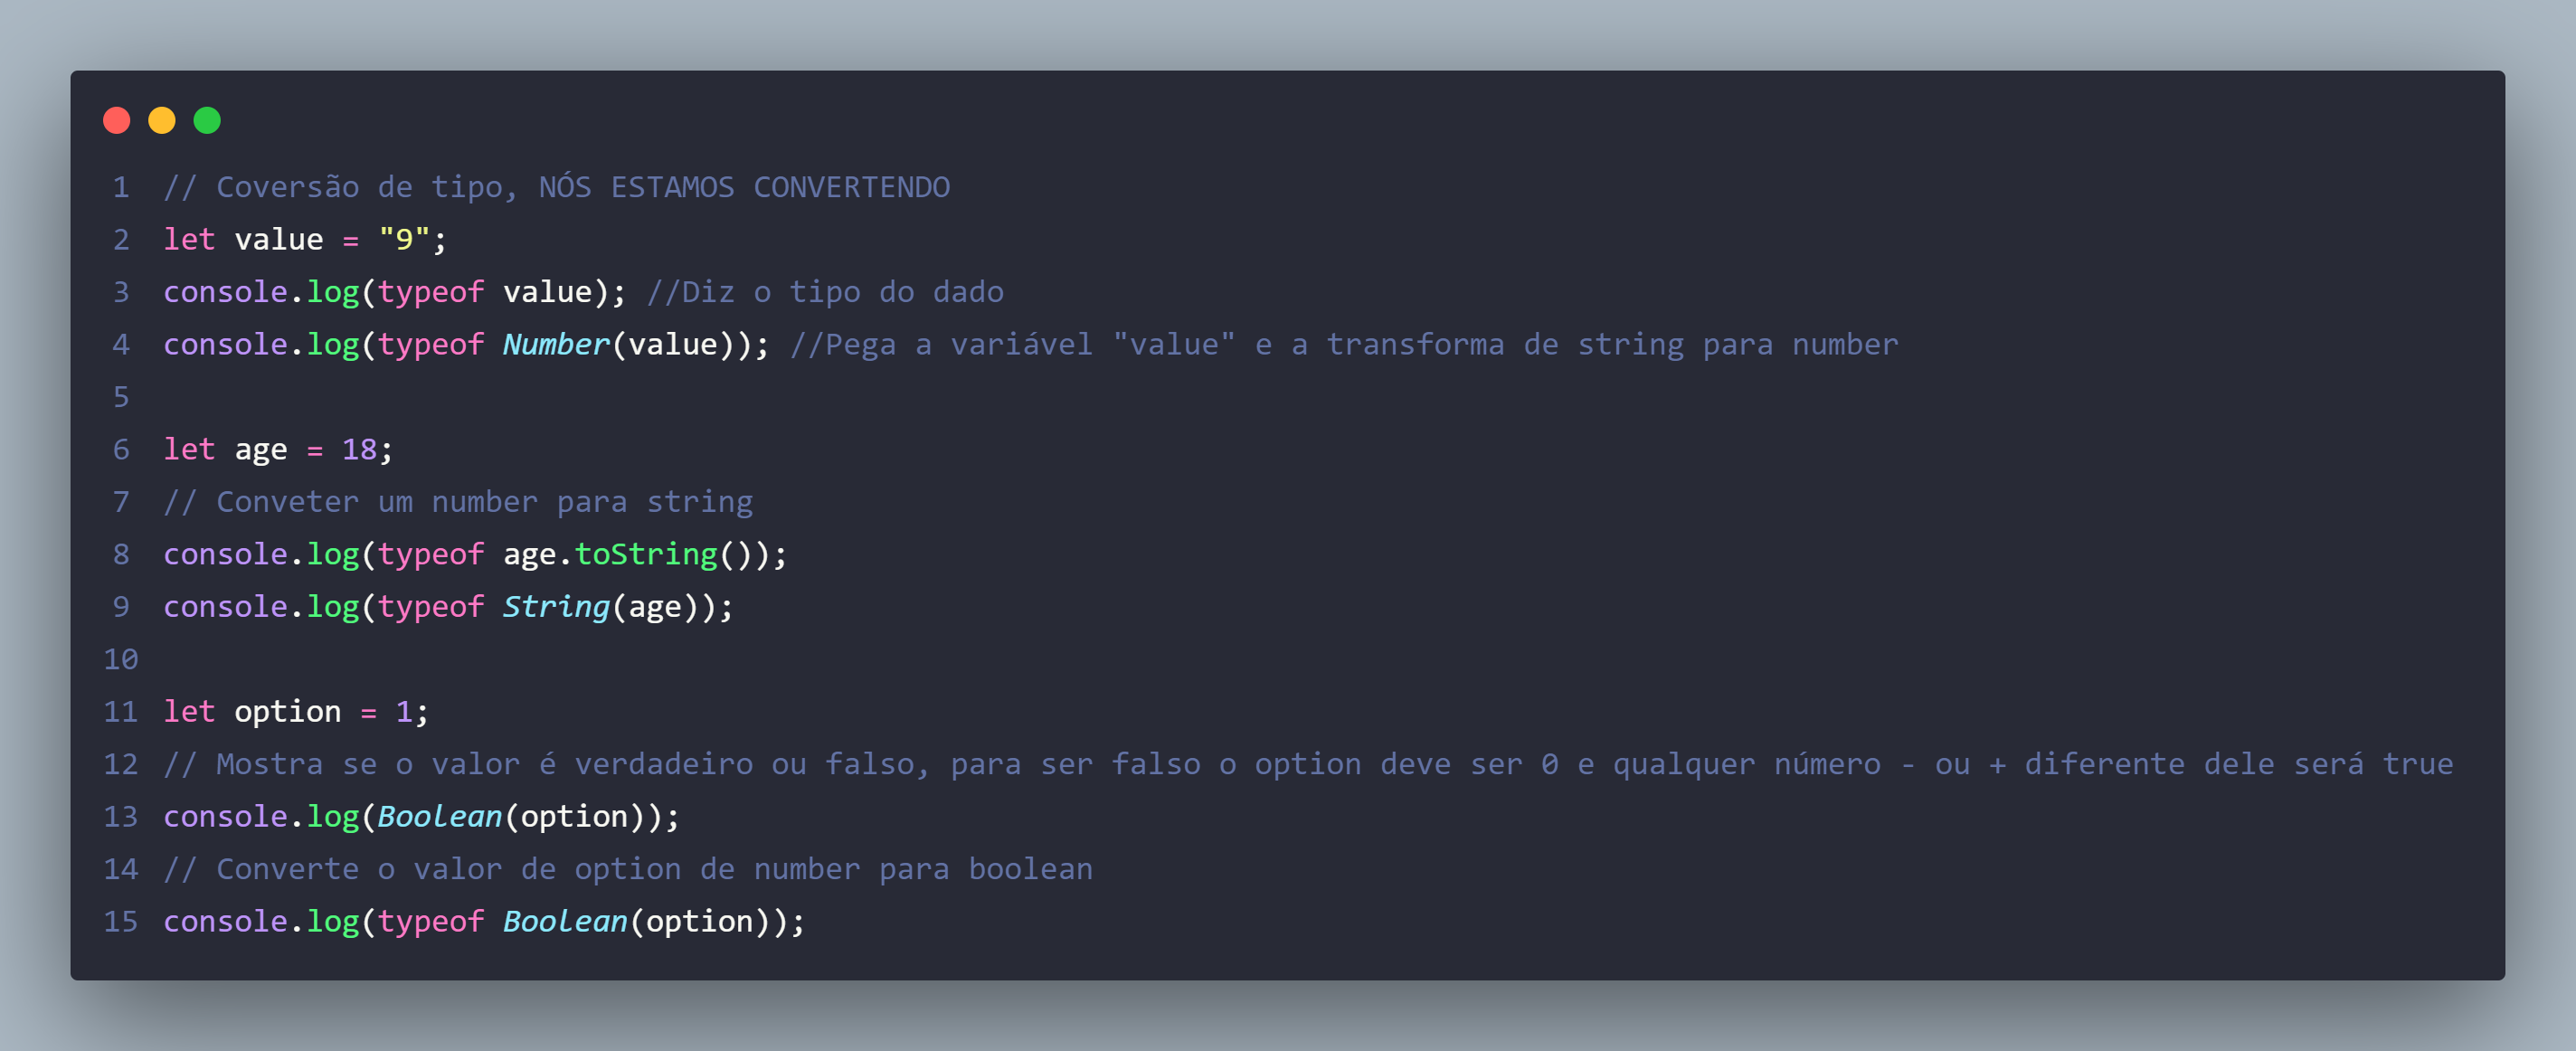 1 // Coversão de tipo, NÓS ESTAMOS CONVERTENDO
2 let value = "9";
3 console.log(typeof value); //Diz o tipo do dado
4 console.log(typeof Number(value)); //Pega a variável "value" e a transforma de string para number
5
6 let age = 18;
7 // Conveter um number para string
8 console.log(typeof age.toString());
9 console.log(typeof String(age));
10
11 let option = 1;
12 // Mostra se o valor é verdadeiro ou falso, para ser falso o option deve ser 0 e qualquer número - ou + diferente dele será true
13 console.log(Boolean(option));
14 // Converte o valor de option de number para boolean
15 console.log(typeof Boolean(option));